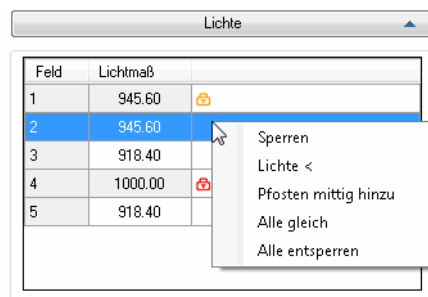 Lichte
Feld Lichtmaß
1 945.60
2 945.60
3 918.40
4 1000.00
5 918.40
Sperren
Lichte <
Pfosten mittig hinzu
Alle gleich
Alle entsperren